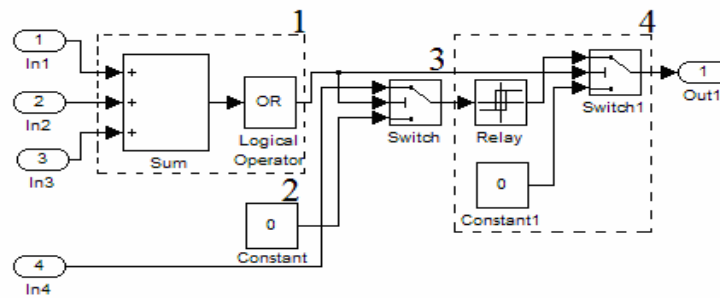 1
4
1
In1
+
3
1
Out1
Switch1
2
In2
+
OR
3
In3
+
Sum
Logical
Operator
Switch
Relay
2
0
Constant
0
Constant1
4
In4